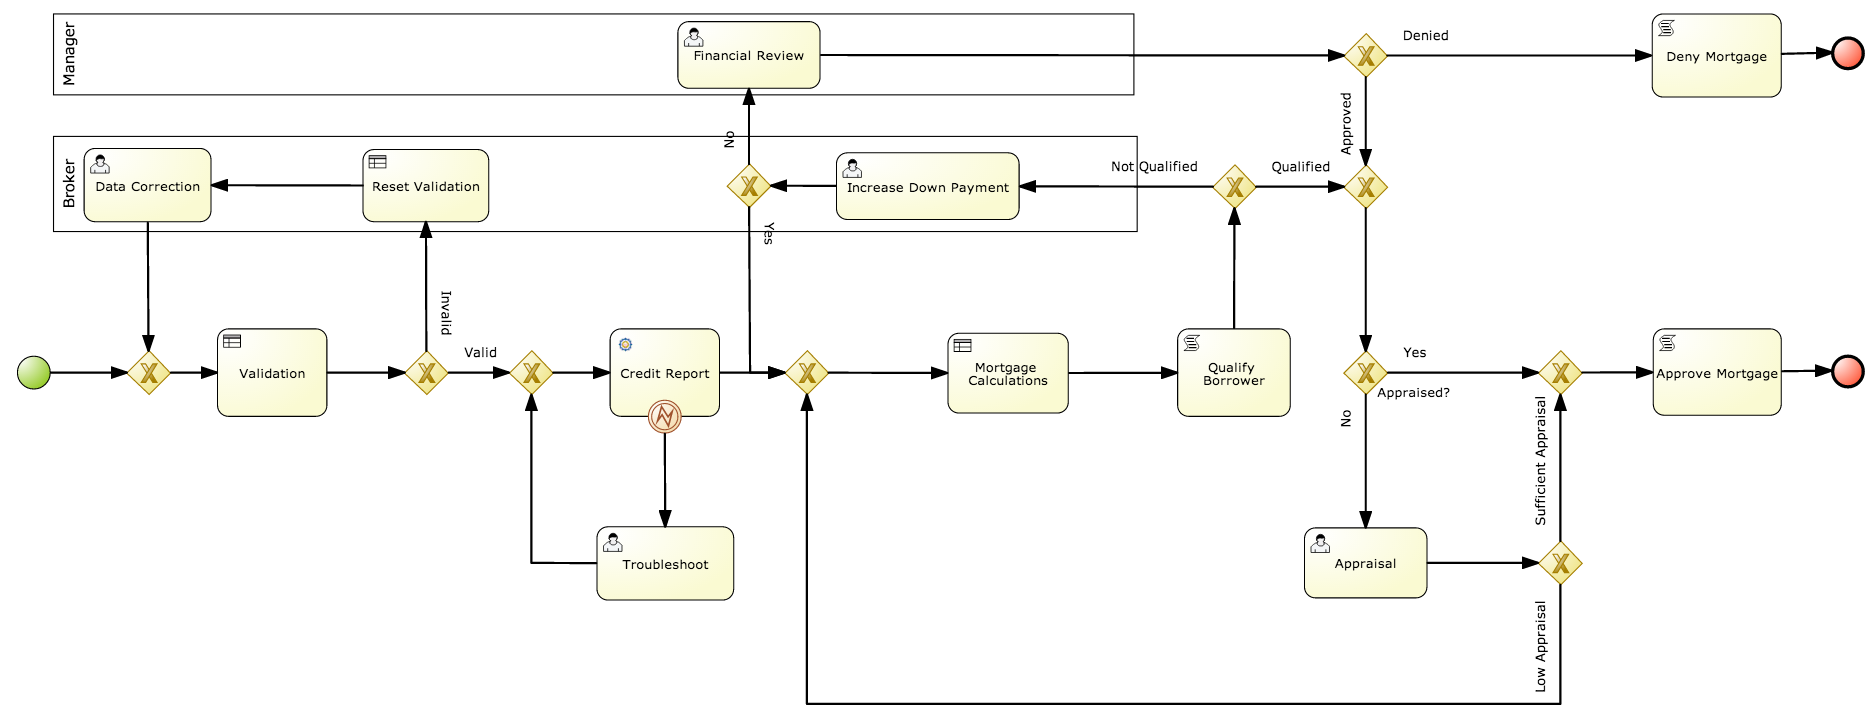 Manager
Financial Review
Denied
Deny Mortgage
No
Approved
Broker
Data Correction
Reset Validation
Increase Down Payment
Not Qualified
Qualified
Yes
Invalid
Validation
Valid
Credit Report
Mortgage
Calculations
Qualify
Borrower
Yes
Appraised?
Approve Mortgage
No
Sufficient Appraisal
Troubleshoot
Appraisal
Low Appraisal